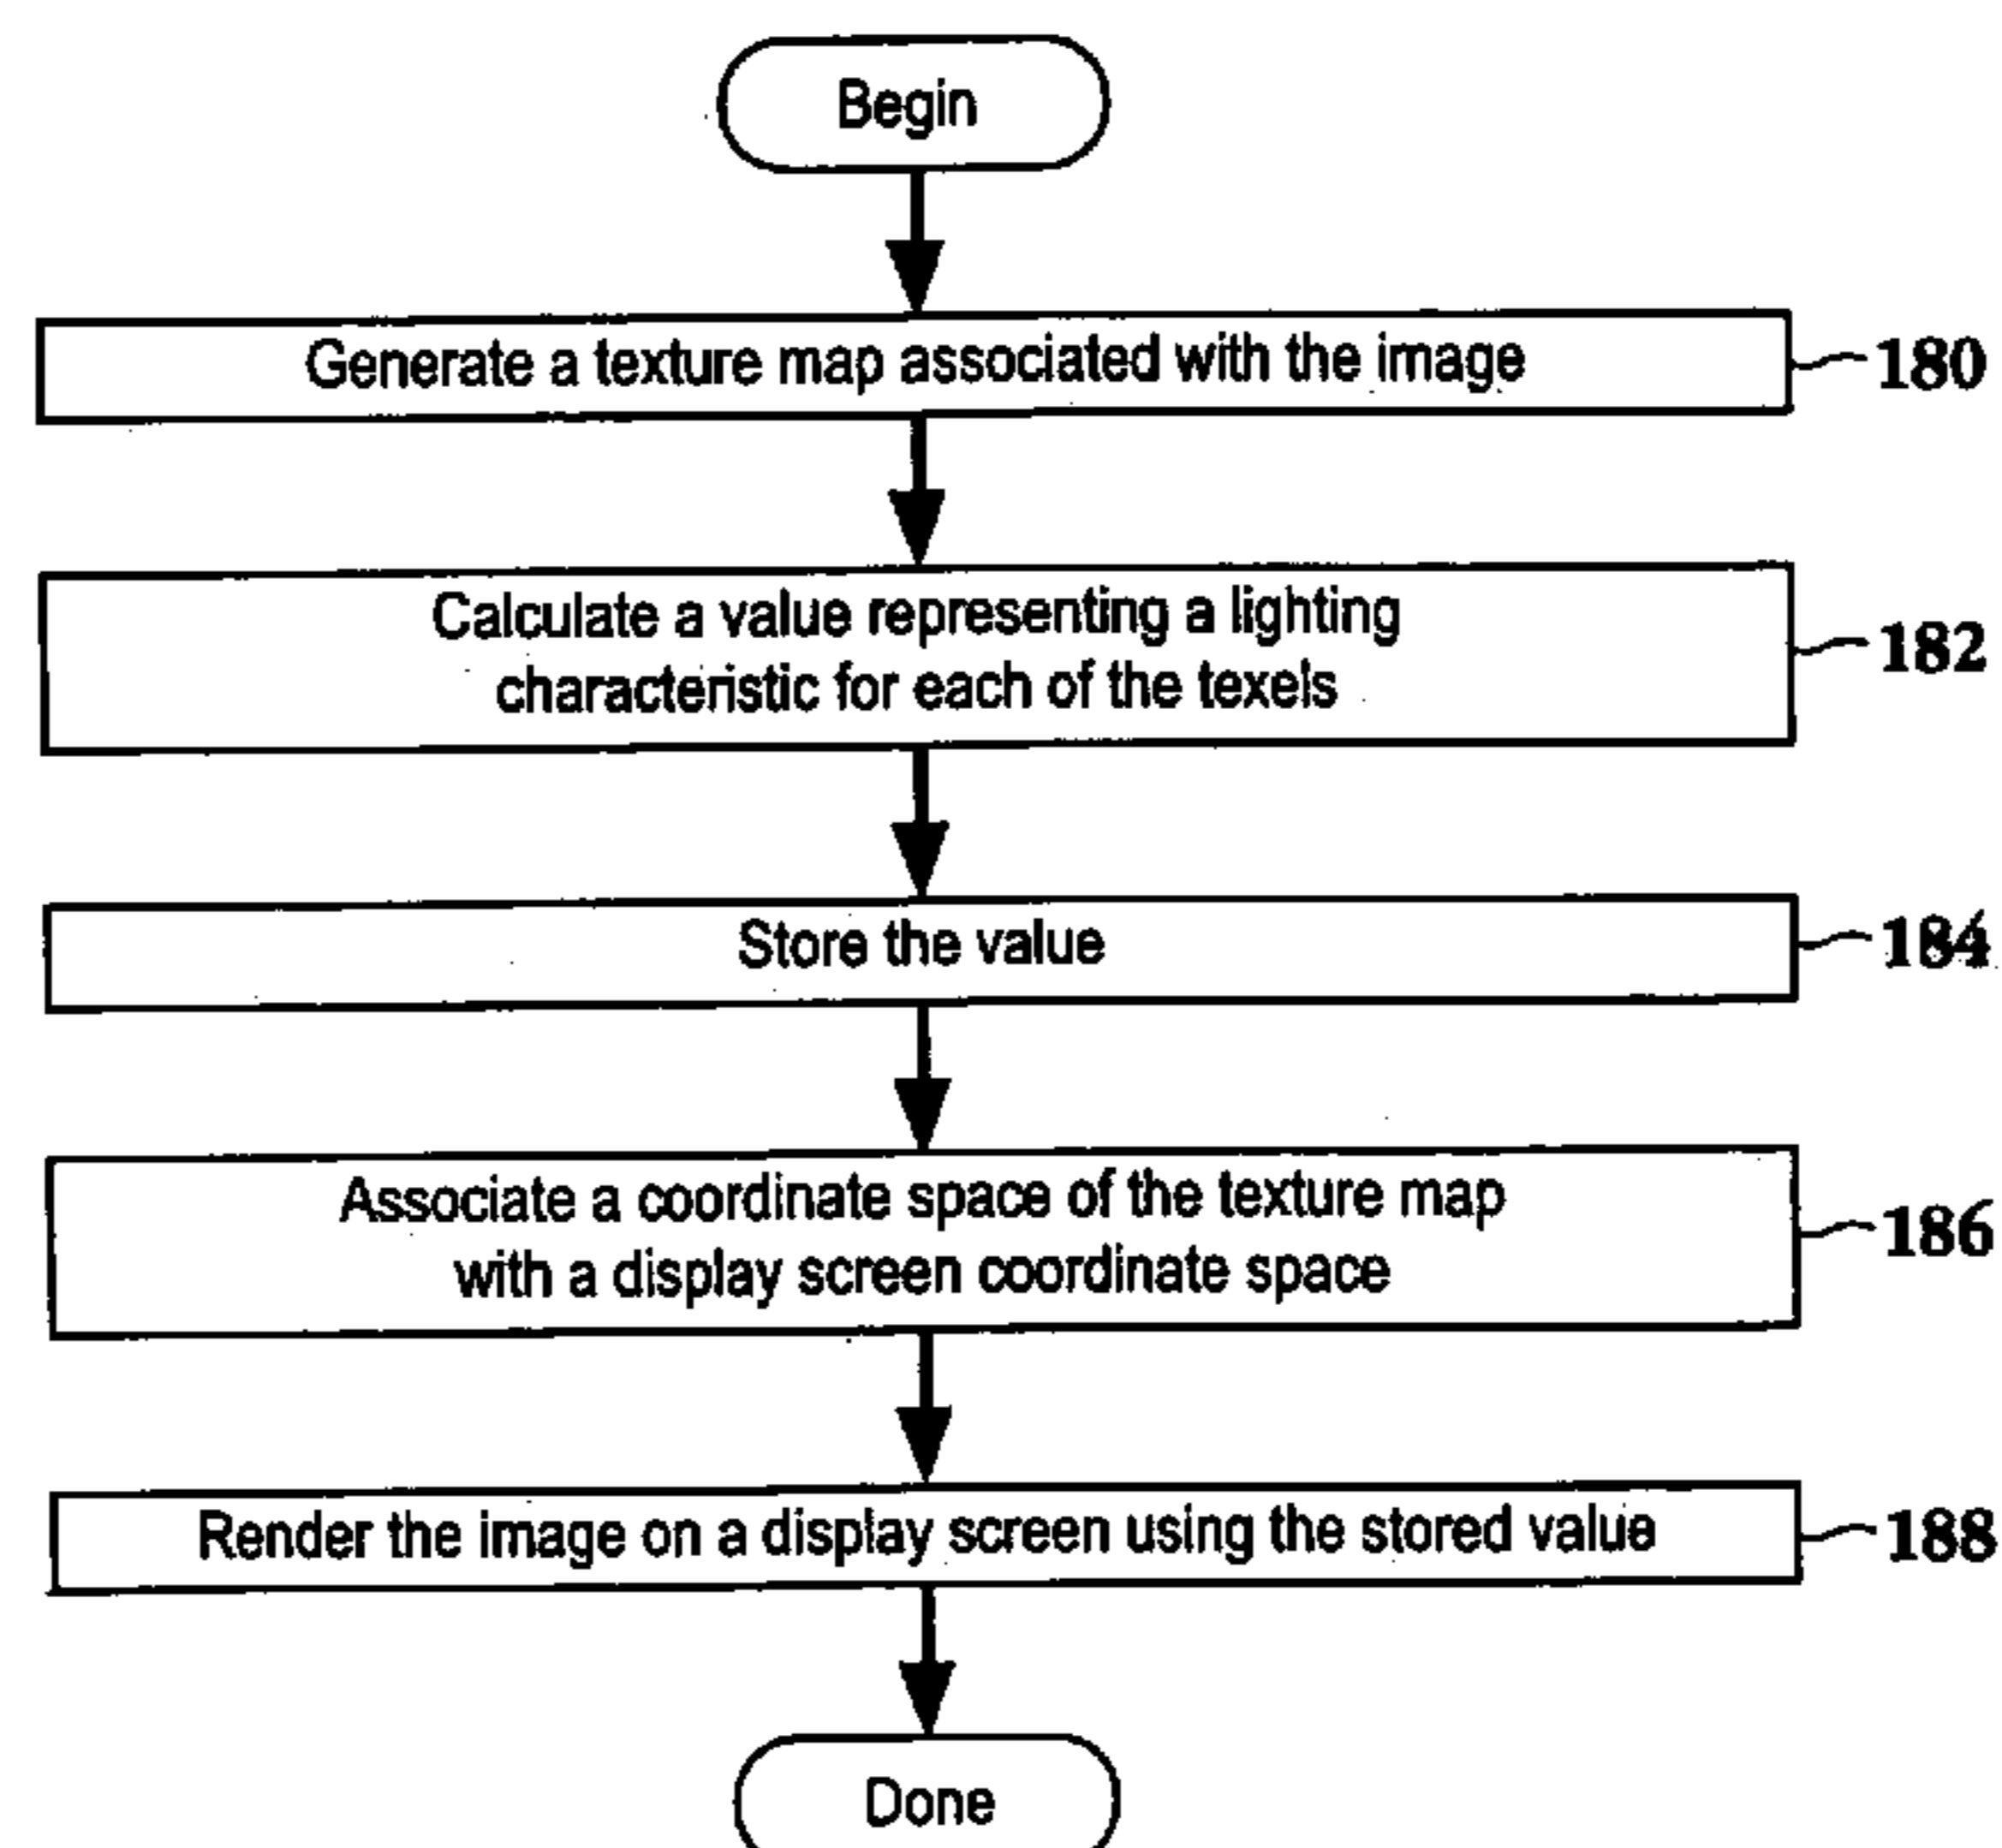 Begin
Generate a texture map associated with the image
180
Calculate a value representing a lighting
characteristic for each of the texels
182
Store the value
184
Associate a coordinate space of the texture map
with a display screen coordinate space
186
Render the image on a display screen using the stored value
188
Done